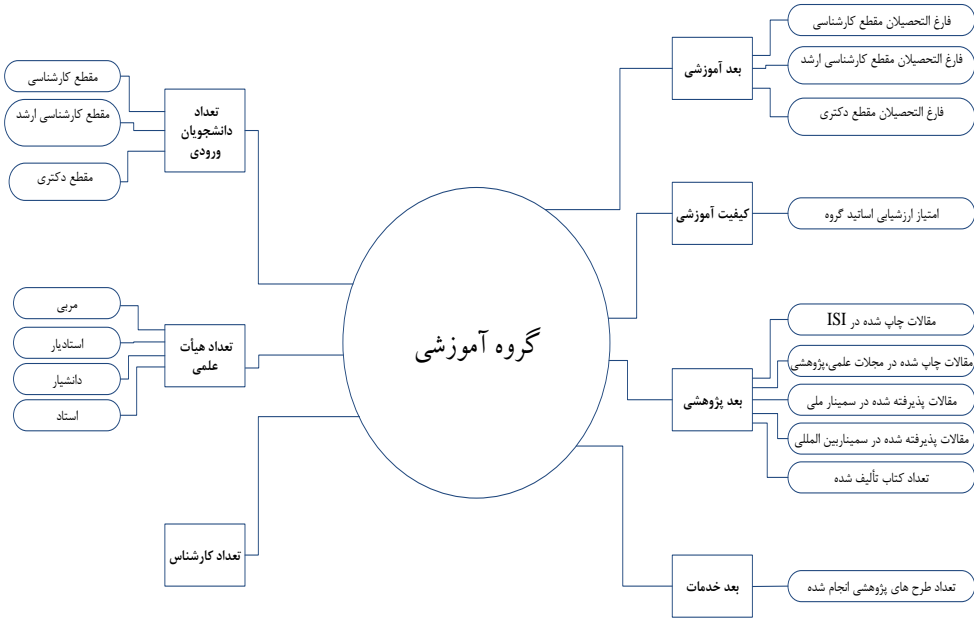 فارغ التحصیلان مقطع کارشناسی
فارغ التحصیلان مقطع کارشناسی ارشد
فارغ التحصیلان مقطع دکتری
بعد آموزشی
امتیاز ارزشیابی اساتید گروه
کیفیت آموزشی
مقالات چاپ شده در ISI
مقالات چاپ شده در مجلات علمی،پژوهشی
مقالات پذیرفته شده در سمینار ملی
مقالات پذیرفته شده در سمیناربین المللی
تعداد کتاب تألیف شده
بعد پژوهشی
تعداد طرح های پژوهشی انجام شده
بعد خدمات
گروه آموزشی
تعداد
دانشجویان
ورودی
مقطع کارشناسی
مقطع کارشناسی ارشد
مقطع دکتری
تعداد هیأت
علمی
مربی
استادیار
دانشیار
استاد
تعداد کارشناس